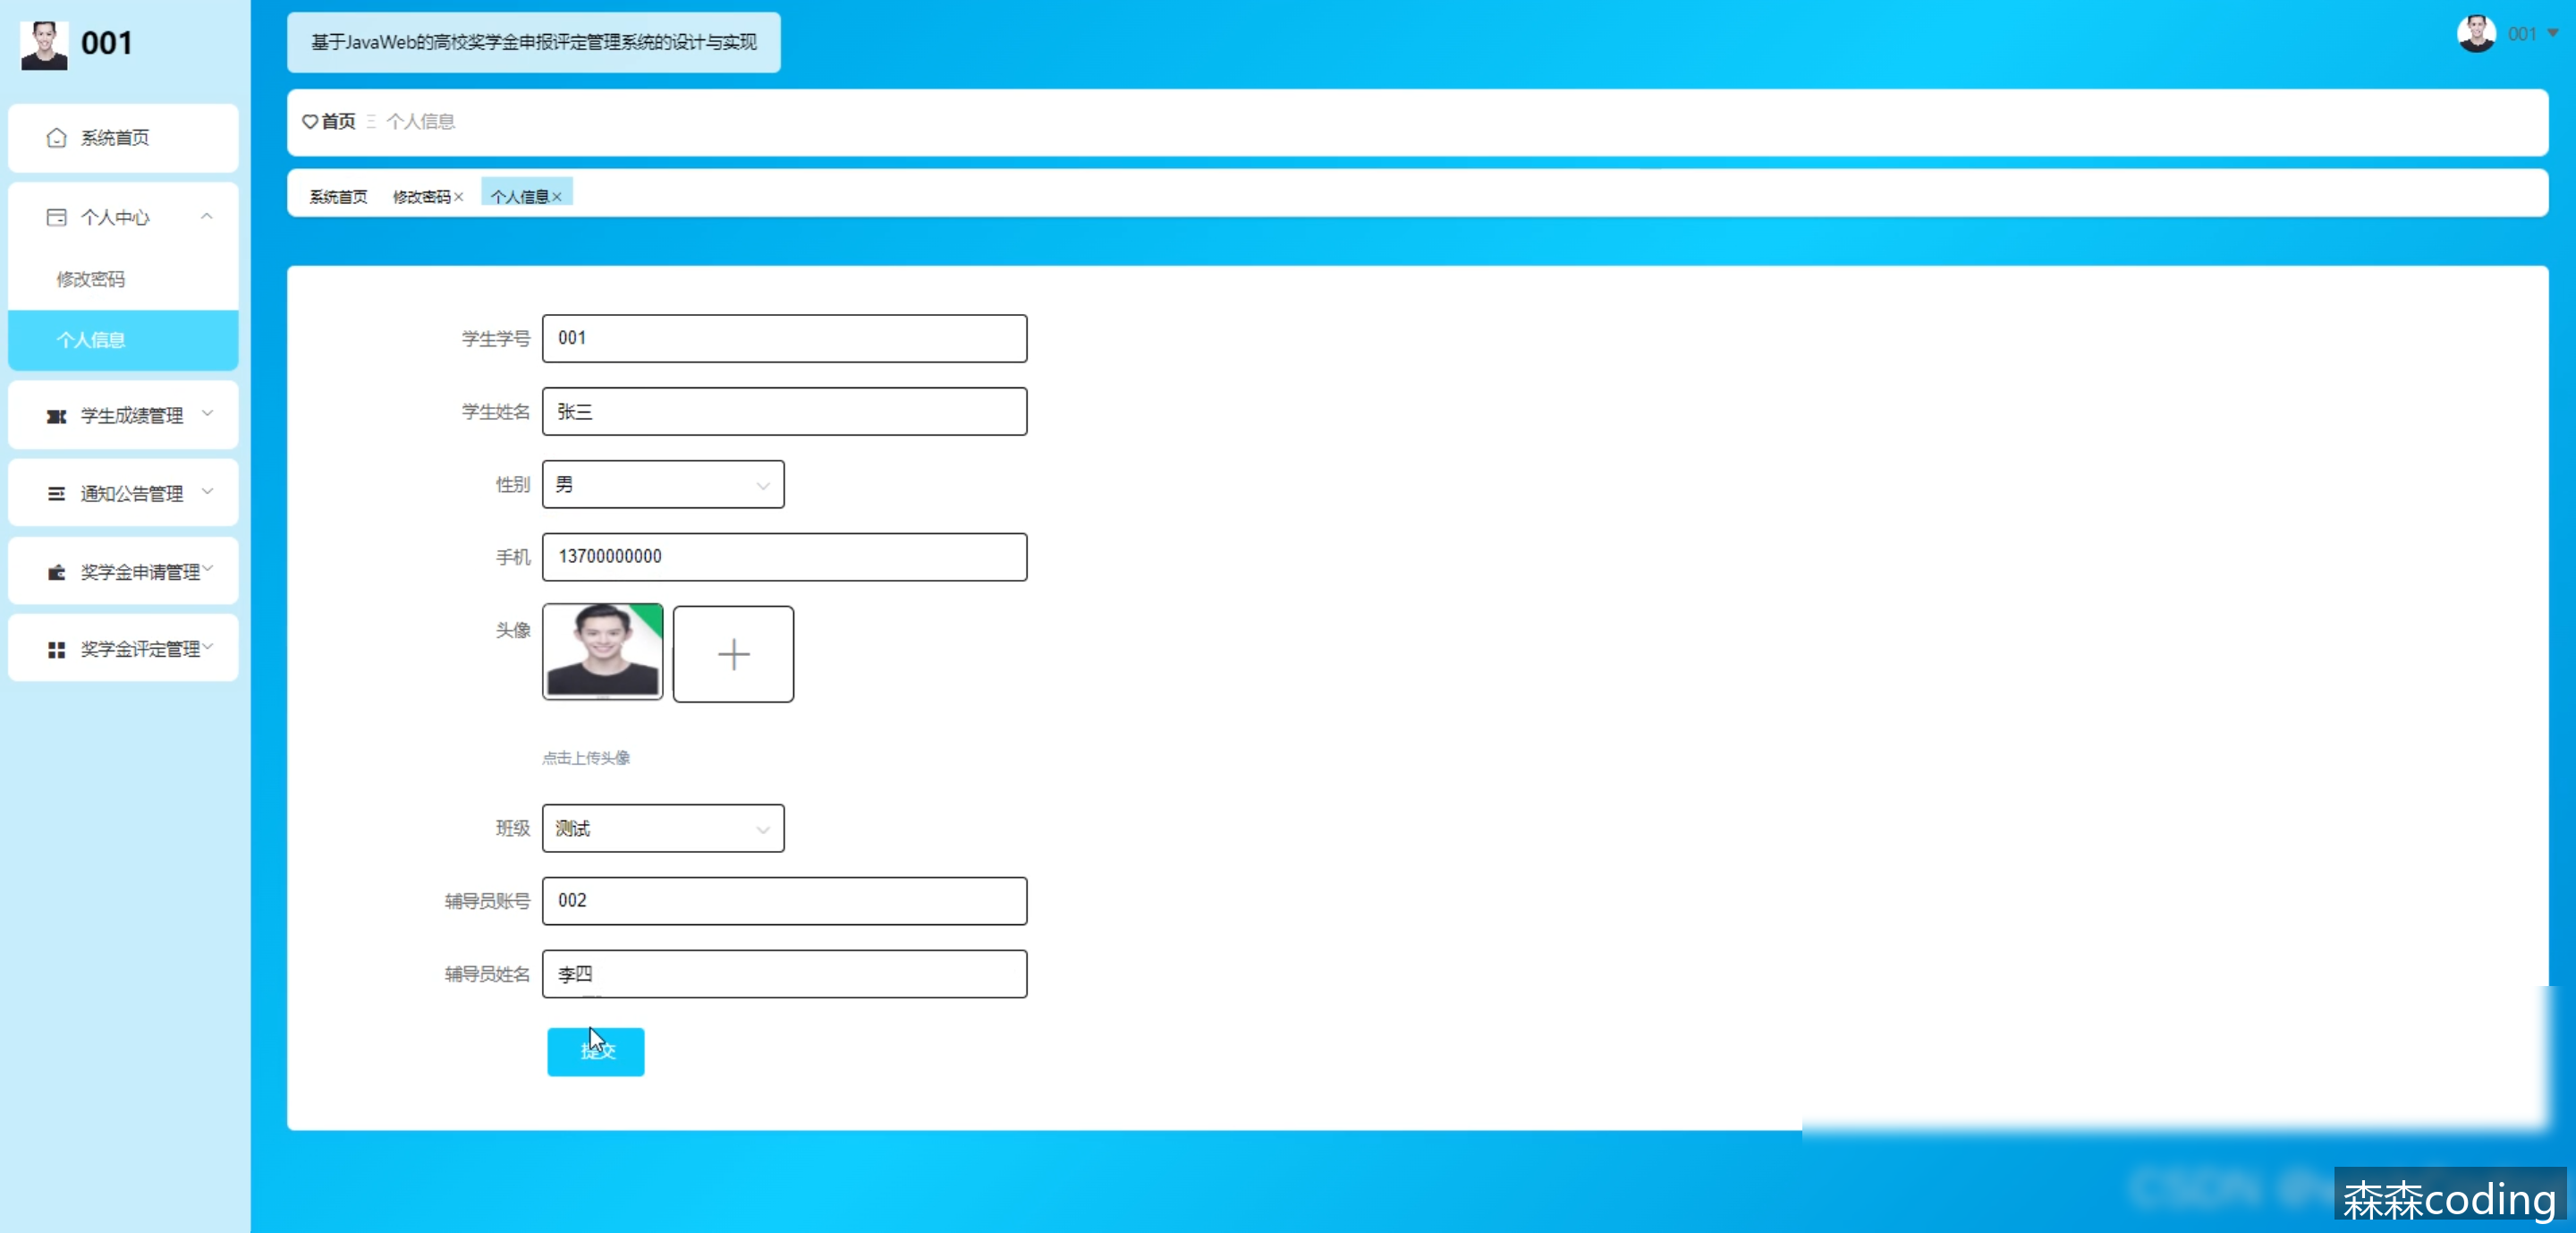 001
基于JavaWeb的高校奖学金申报评定管理系统的设计与实现
001
首页 个人信息
系统首页 修改密码× 个人信息×
系统首页
个人中心
修改密码
个人信息
学生成绩管理
通知公告管理
奖学金申请管理
奖学金评定管理
学生学号 001
学生姓名 张三
性别 男
手机 13700000000
头像
点击上传头像
班级 测试
辅导员账号 002
辅导员姓名 李四
提交
CSDN
森森coding